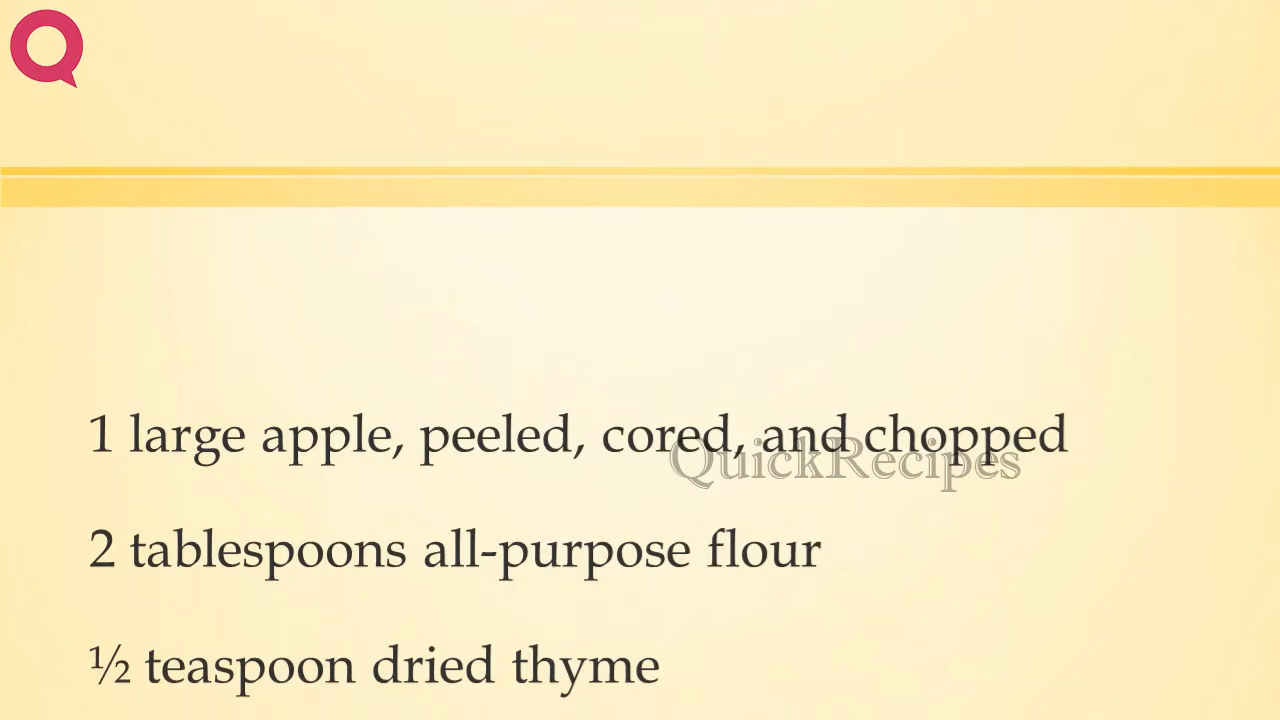 1 large apple, peeled, cored, and chopped
QuickRecipes
2 tablespoons all-purpose flour
½ teaspoon dried thyme